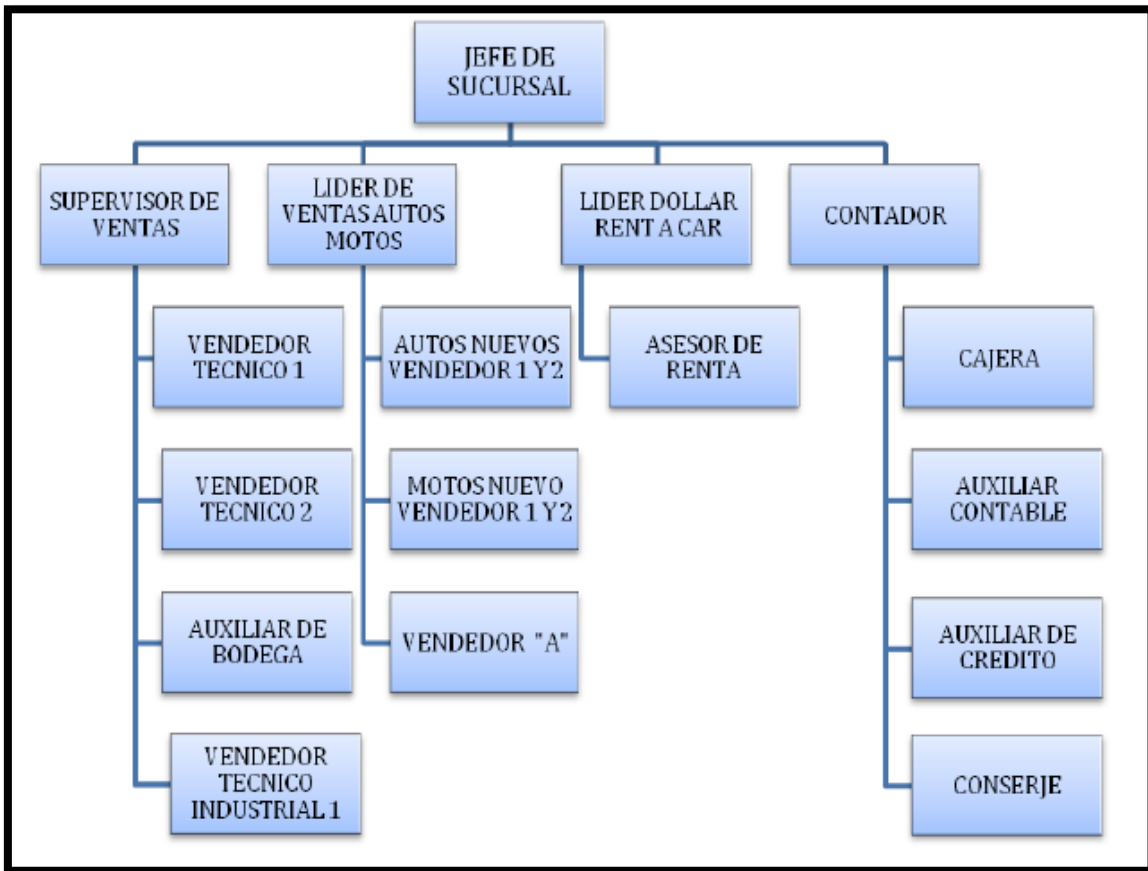 JEFE DE
SUCURSAL
SUPERVISOR DE
VENTAS
LIDER DE
VENTAS AUTOS
MOTOS
LIDER DOLLAR
RENT A CAR
CONTADOR
VENDEDOR
TECNICO 1
VENDEDOR
TECNICO 2
AUXILIAR DE
BODEGA
VENDEDOR
TECNICO
INDUSTRIAL 1
AUTOS NUEVOS
VENDEDOR 1 Y 2
MOTOS NUEVO
VENDEDOR 1 Y 2
VENDEDOR "A"
ASESOR DE
RENTA
CAJERA
AUXILIAR
CONTABLE
AUXILIAR DE
CREDITO
CONSERJE